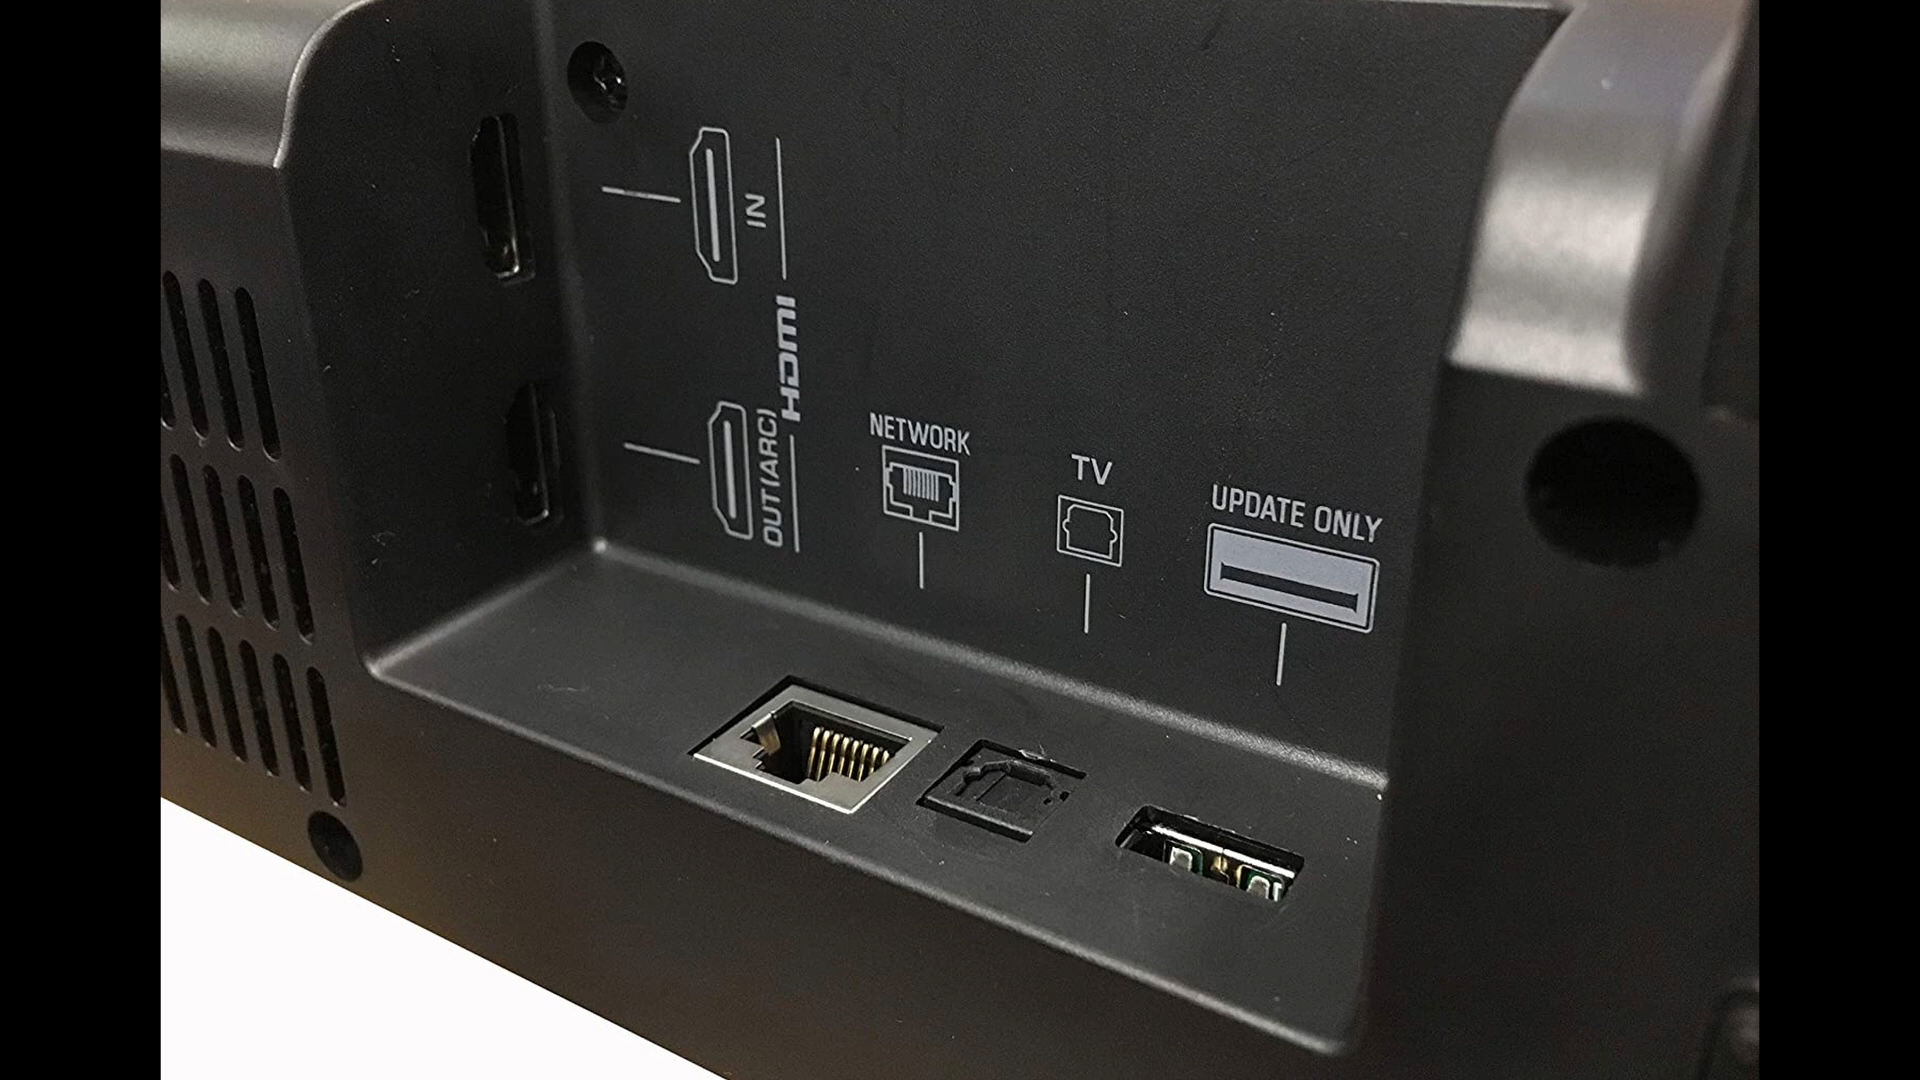 IN
HDMI
OUT(ARC)
NETWORK
TV
UPDATE ONLY